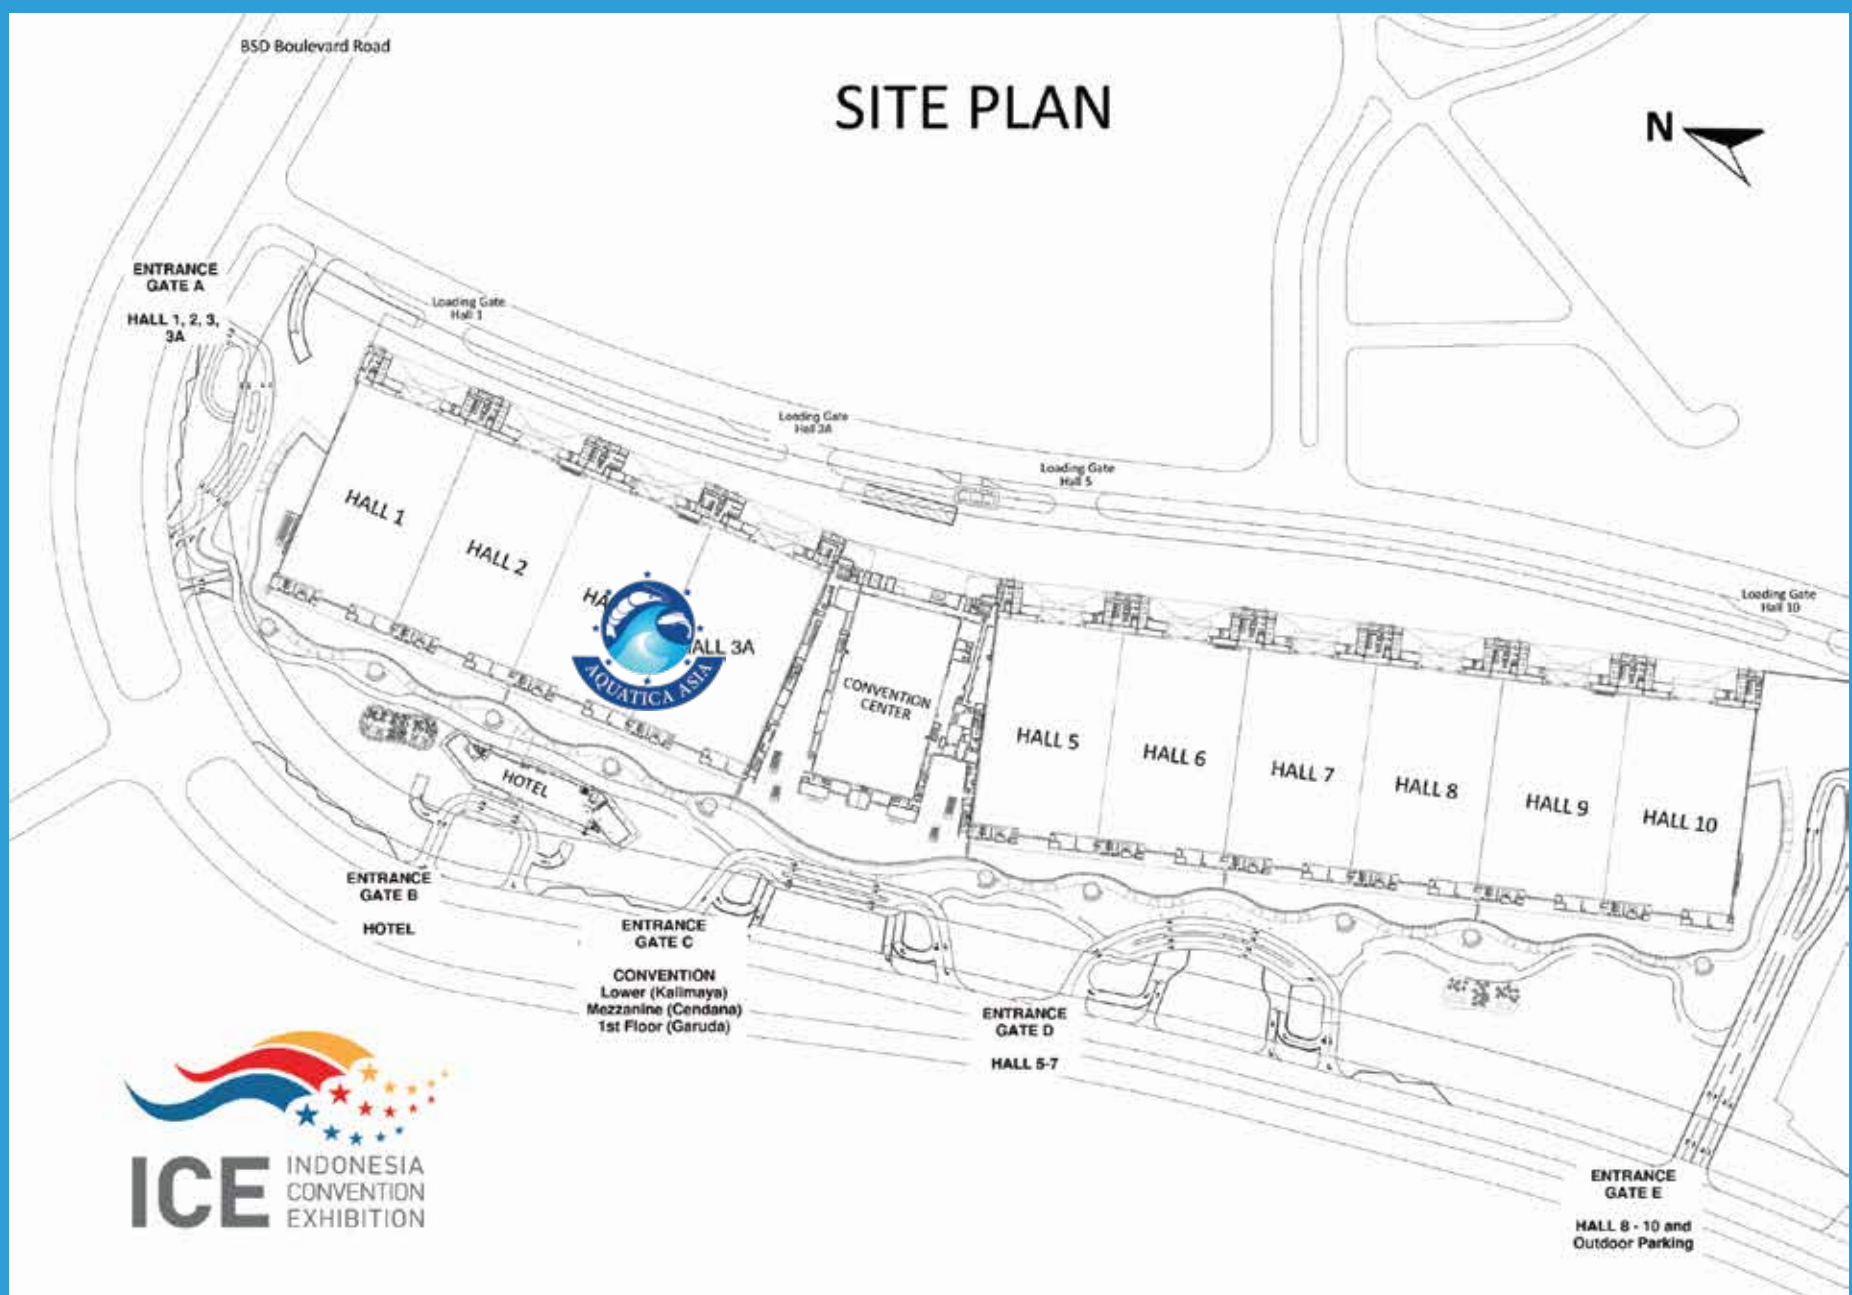 BSD Boulevard Road
SITE PLAN
N
ENTRANCE
GATE A
HALL 1, 2, 3,
3A
Loading Gate
Hall 1
Loading Gate
Hall 3A
Loading Gate
Hall 5
Loading Gate
Hall 10
HALL 1
HALL 2
HA
ALL 3A
AQUATICA ASIA
CONVENTION
CENTER
HALL 5
HALL 6
HALL 7
HALL 8
HALL 9
HALL 10
HOTEL
ENTRANCE
GATE B
HOTEL
ENTRANCE
GATE C
CONVENTION
Lower (Kalimaya)
Mezzanine (Cendana)
1st Floor (Garuda)
ENTRANCE
GATE D
HALL 5-7
ENTRANCE
GATE E
HALL 8 - 10 and
Outdoor Parking
ICE
INDONESIA
CONVENTION
EXHIBITION